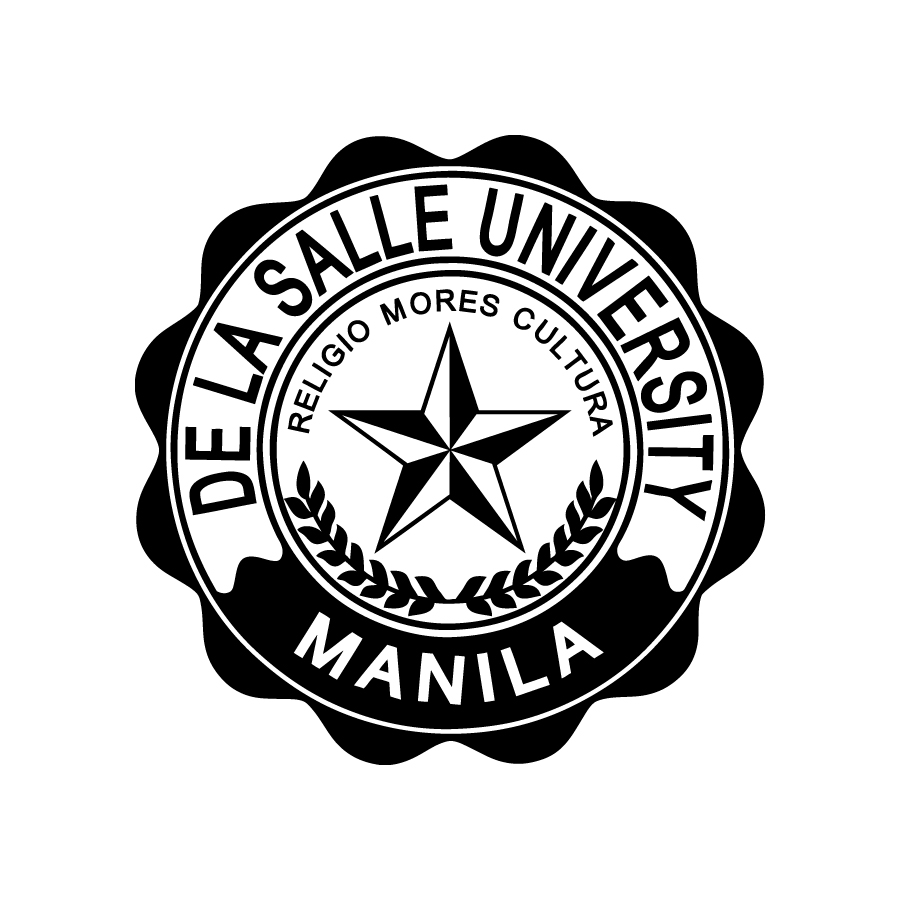 DE LA SALLE UNIVERSITY
RELIGIO MORES CULTURA
MANILA